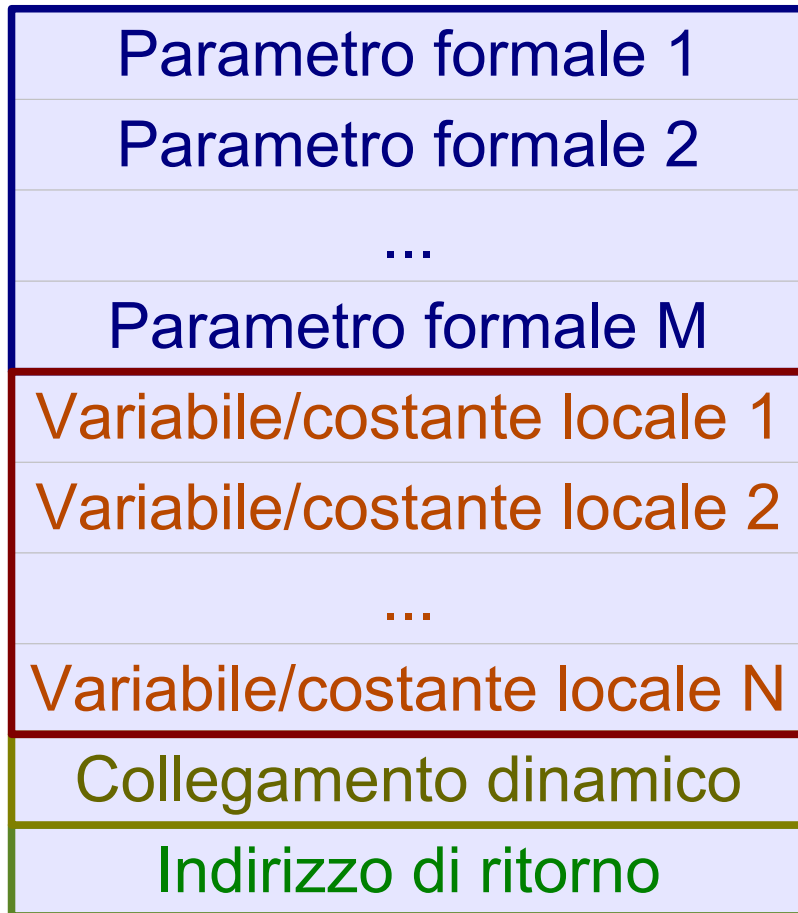 Parametro formale 1
Parametro formale 2
...
Parametro formale M
Variabile/costante locale 1
Variabile/costante locale 2
...
Variabile/costante locale N
Collegamento dinamico
Indirizzo di ritorno